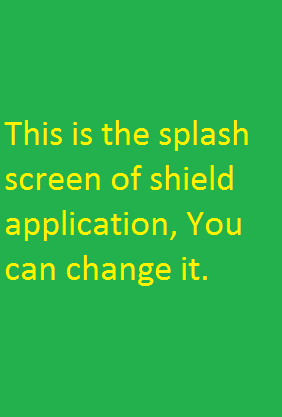 This is the splash
screen of shield
application, You
can change it.